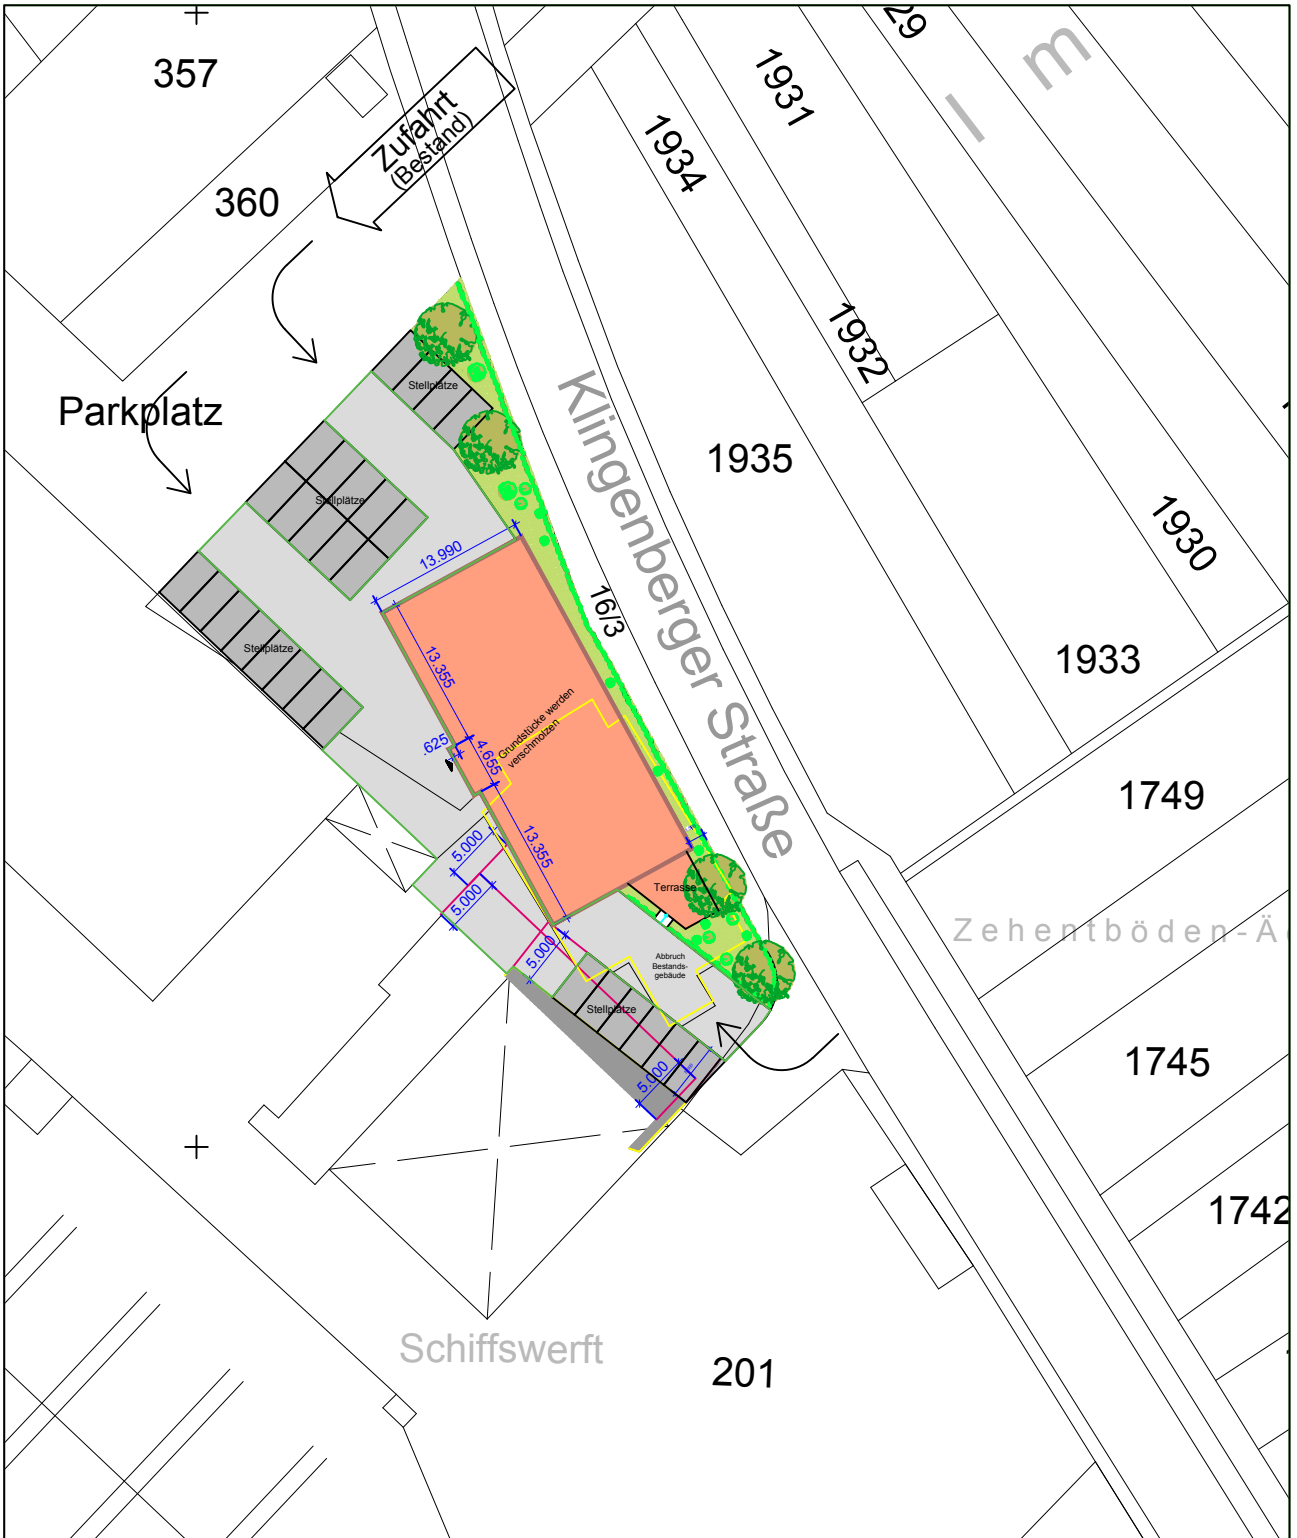 357
Zufahrt
(Bestand)
360
29
l m
1931
1934
1932
Parkplatz
Stellplätze
Klingenberger Straße
1935
Stellplätze
1930
13.990
16/3
Stellplätze
1933
13.355
Grundstücke werden
verschmolzen
.625
4.655
1749
13.355
5.000
5.000
Terrasse
Zehentböden-Ä
5.000
Abbruch
Bestands-
gebäude
Stellplätze
5.000
1745
1742
Schiffswerft
201